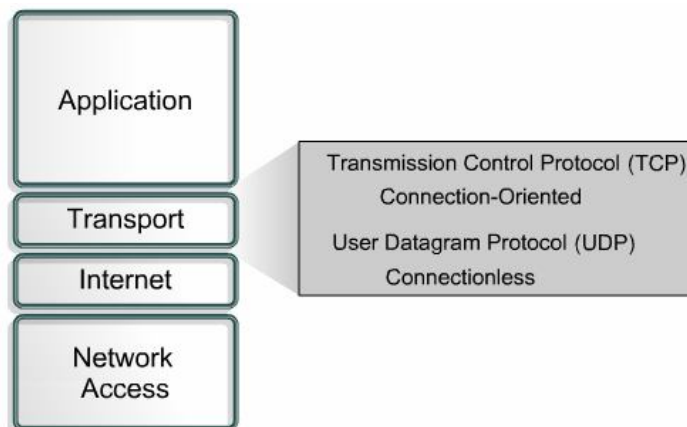 Application
Transport
Internet
Network
Access
Transmission Control Protocol (TCP)
Connection-Oriented
User Datagram Protocol (UDP)
Connectionless